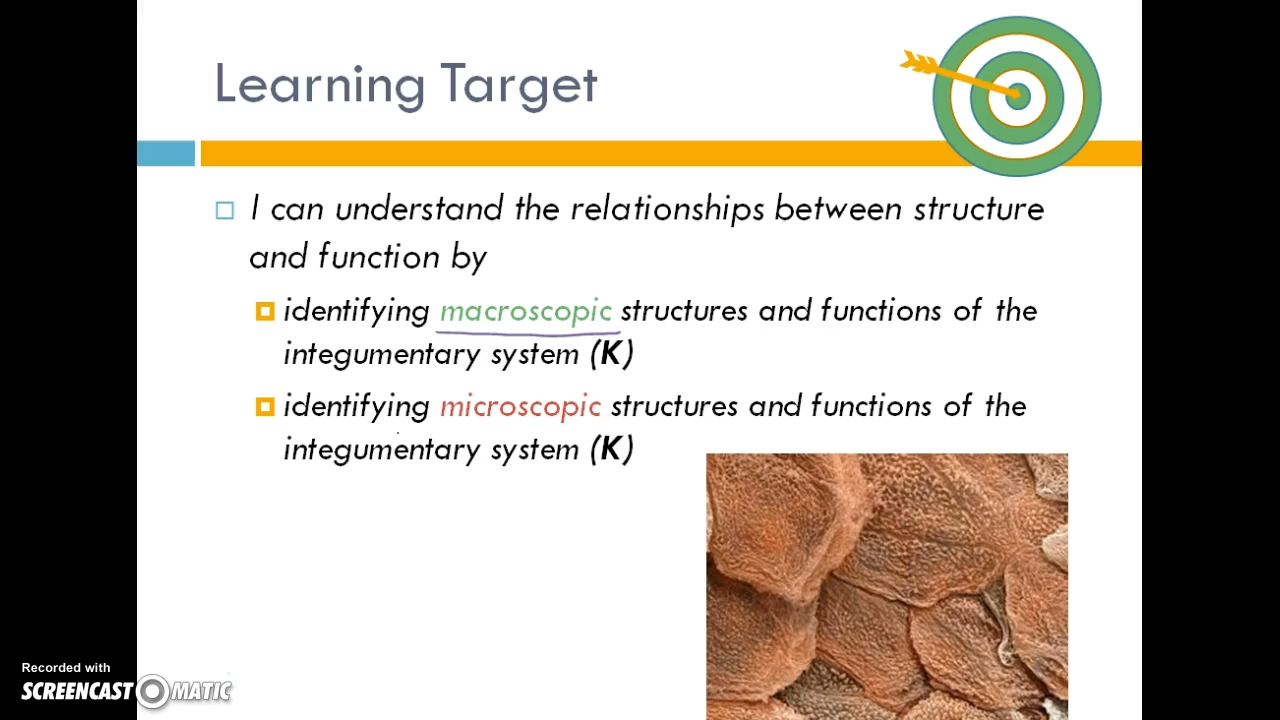 Learning Target
I can understand the relationships between structure
and function by
identifying macroscopic structures and functions of the
integumentary system (K)
identifying microscopic structures and functions of the
integumentary system (K)
Recorded with
SCREENCAST MATIC